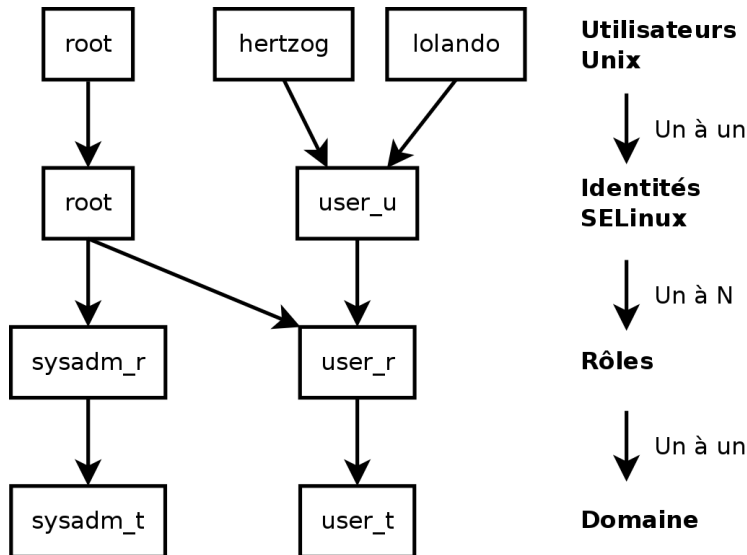 root
hertzog
lolando
Utilisateurs
Unix
Un à un
root
user_u
Identités
SELinux
Un à N
sysadm_r
user_r
Rôles
Un à un
sysadm_t
user_t
Domaine